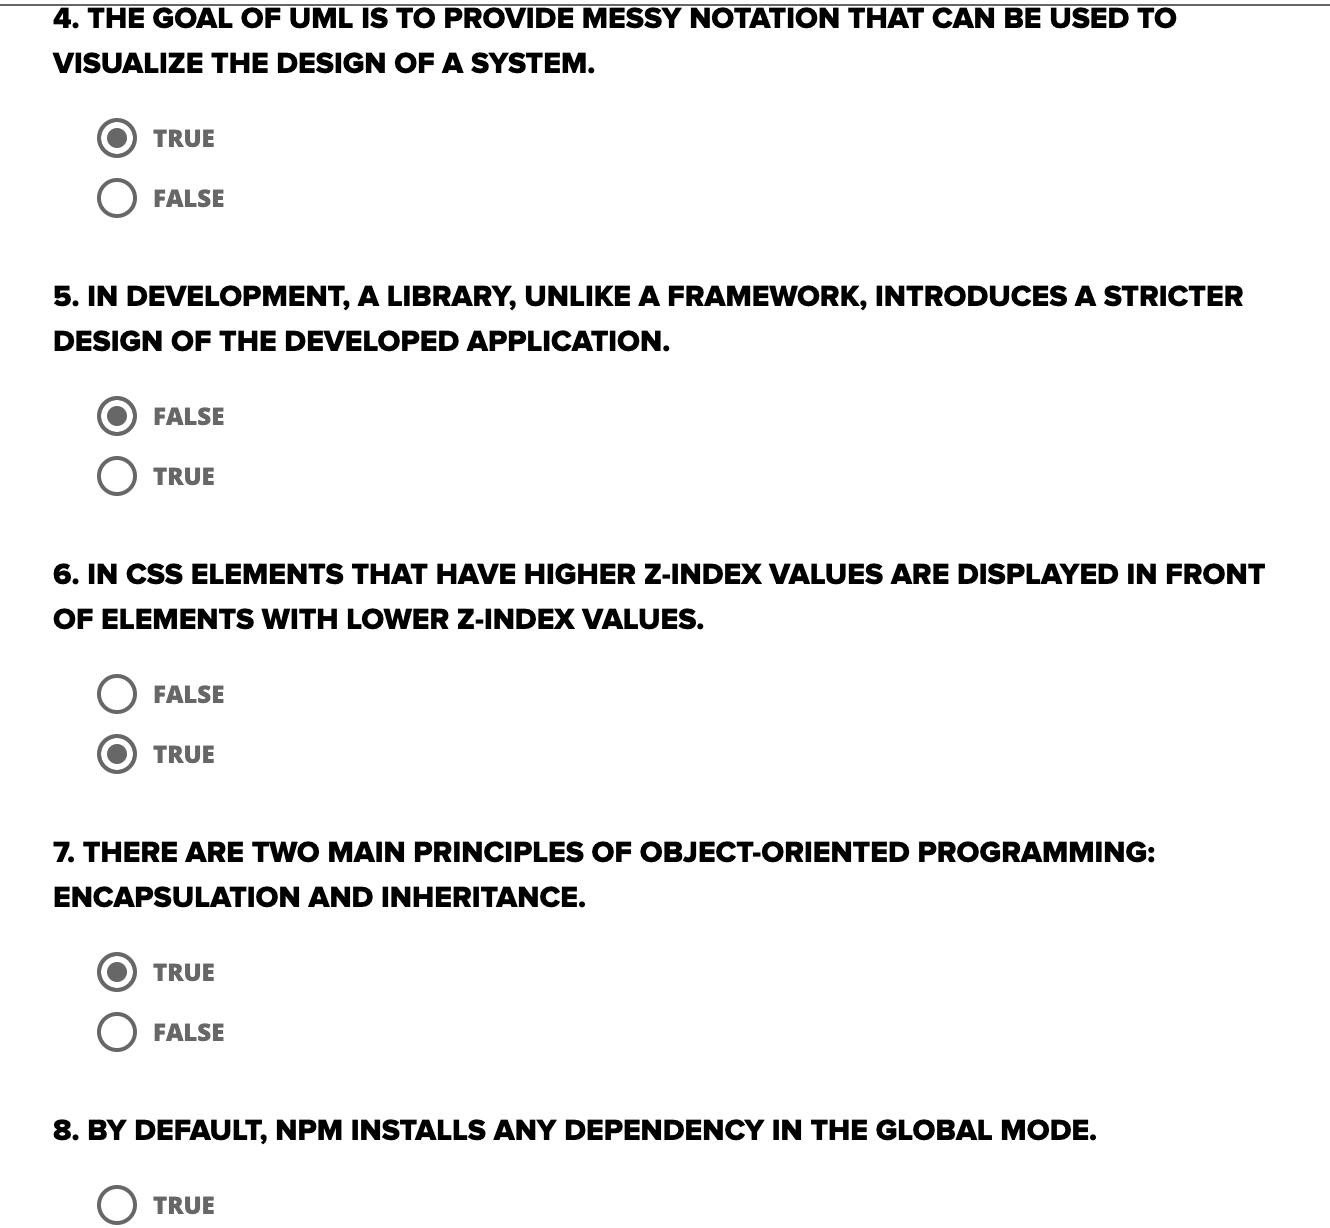 4. THE GOAL OF UML IS TO PROVIDE MESSY NOTATION THAT CAN BE USED TO
VISUALIZE THE DESIGN OF A SYSTEM.
TRUE
FALSE
5. IN DEVELOPMENT, A LIBRARY, UNLIKE A FRAMEWORK, INTRODUCES A STRICTER
DESIGN OF THE DEVELOPED APPLICATION.
FALSE
TRUE
6. IN CSS ELEMENTS THAT HAVE HIGHER Z-INDEX VALUES ARE DISPLAYED IN FRONT
OF ELEMENTS WITH LOWER Z-INDEX VALUES.
FALSE
TRUE
7. THERE ARE TWO MAIN PRINCIPLES OF OBJECT-ORIENTED PROGRAMMING:
ENCAPSULATION AND INHERITANCE.
TRUE
FALSE
8. BY DEFAULT, NPM INSTALLS ANY DEPENDENCY IN THE GLOBAL MODE.
TRUE